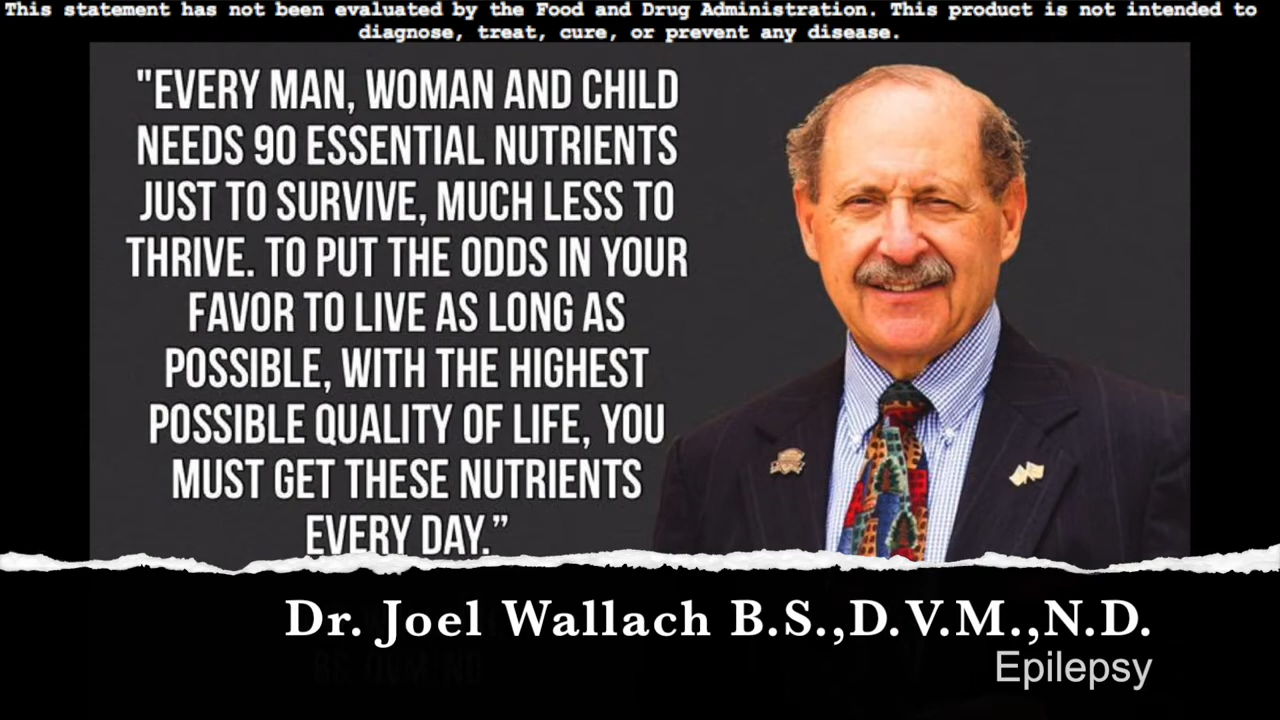 This statement has not been evaluated by the Food and Drug Administration. This product is not intended to
diagnose, treat, cure, or prevent any disease.
"EVERY MAN, WOMAN AND CHILD
NEEDS 90 ESSENTIAL NUTRIENTS
JUST TO SURVIVE, MUCH LESS TO
THRIVE. TO PUT THE ODDS IN YOUR
FAVOR TO LIVE AS LONG AS
POSSIBLE, WITH THE HIGHEST
POSSIBLE QUALITY OF LIFE, YOU
MUST GET THESE NUTRIENTS
EVERY DAY.”
Dr. Joel Wallach B.S.,D.V.M.,N.D.
Epilepsy